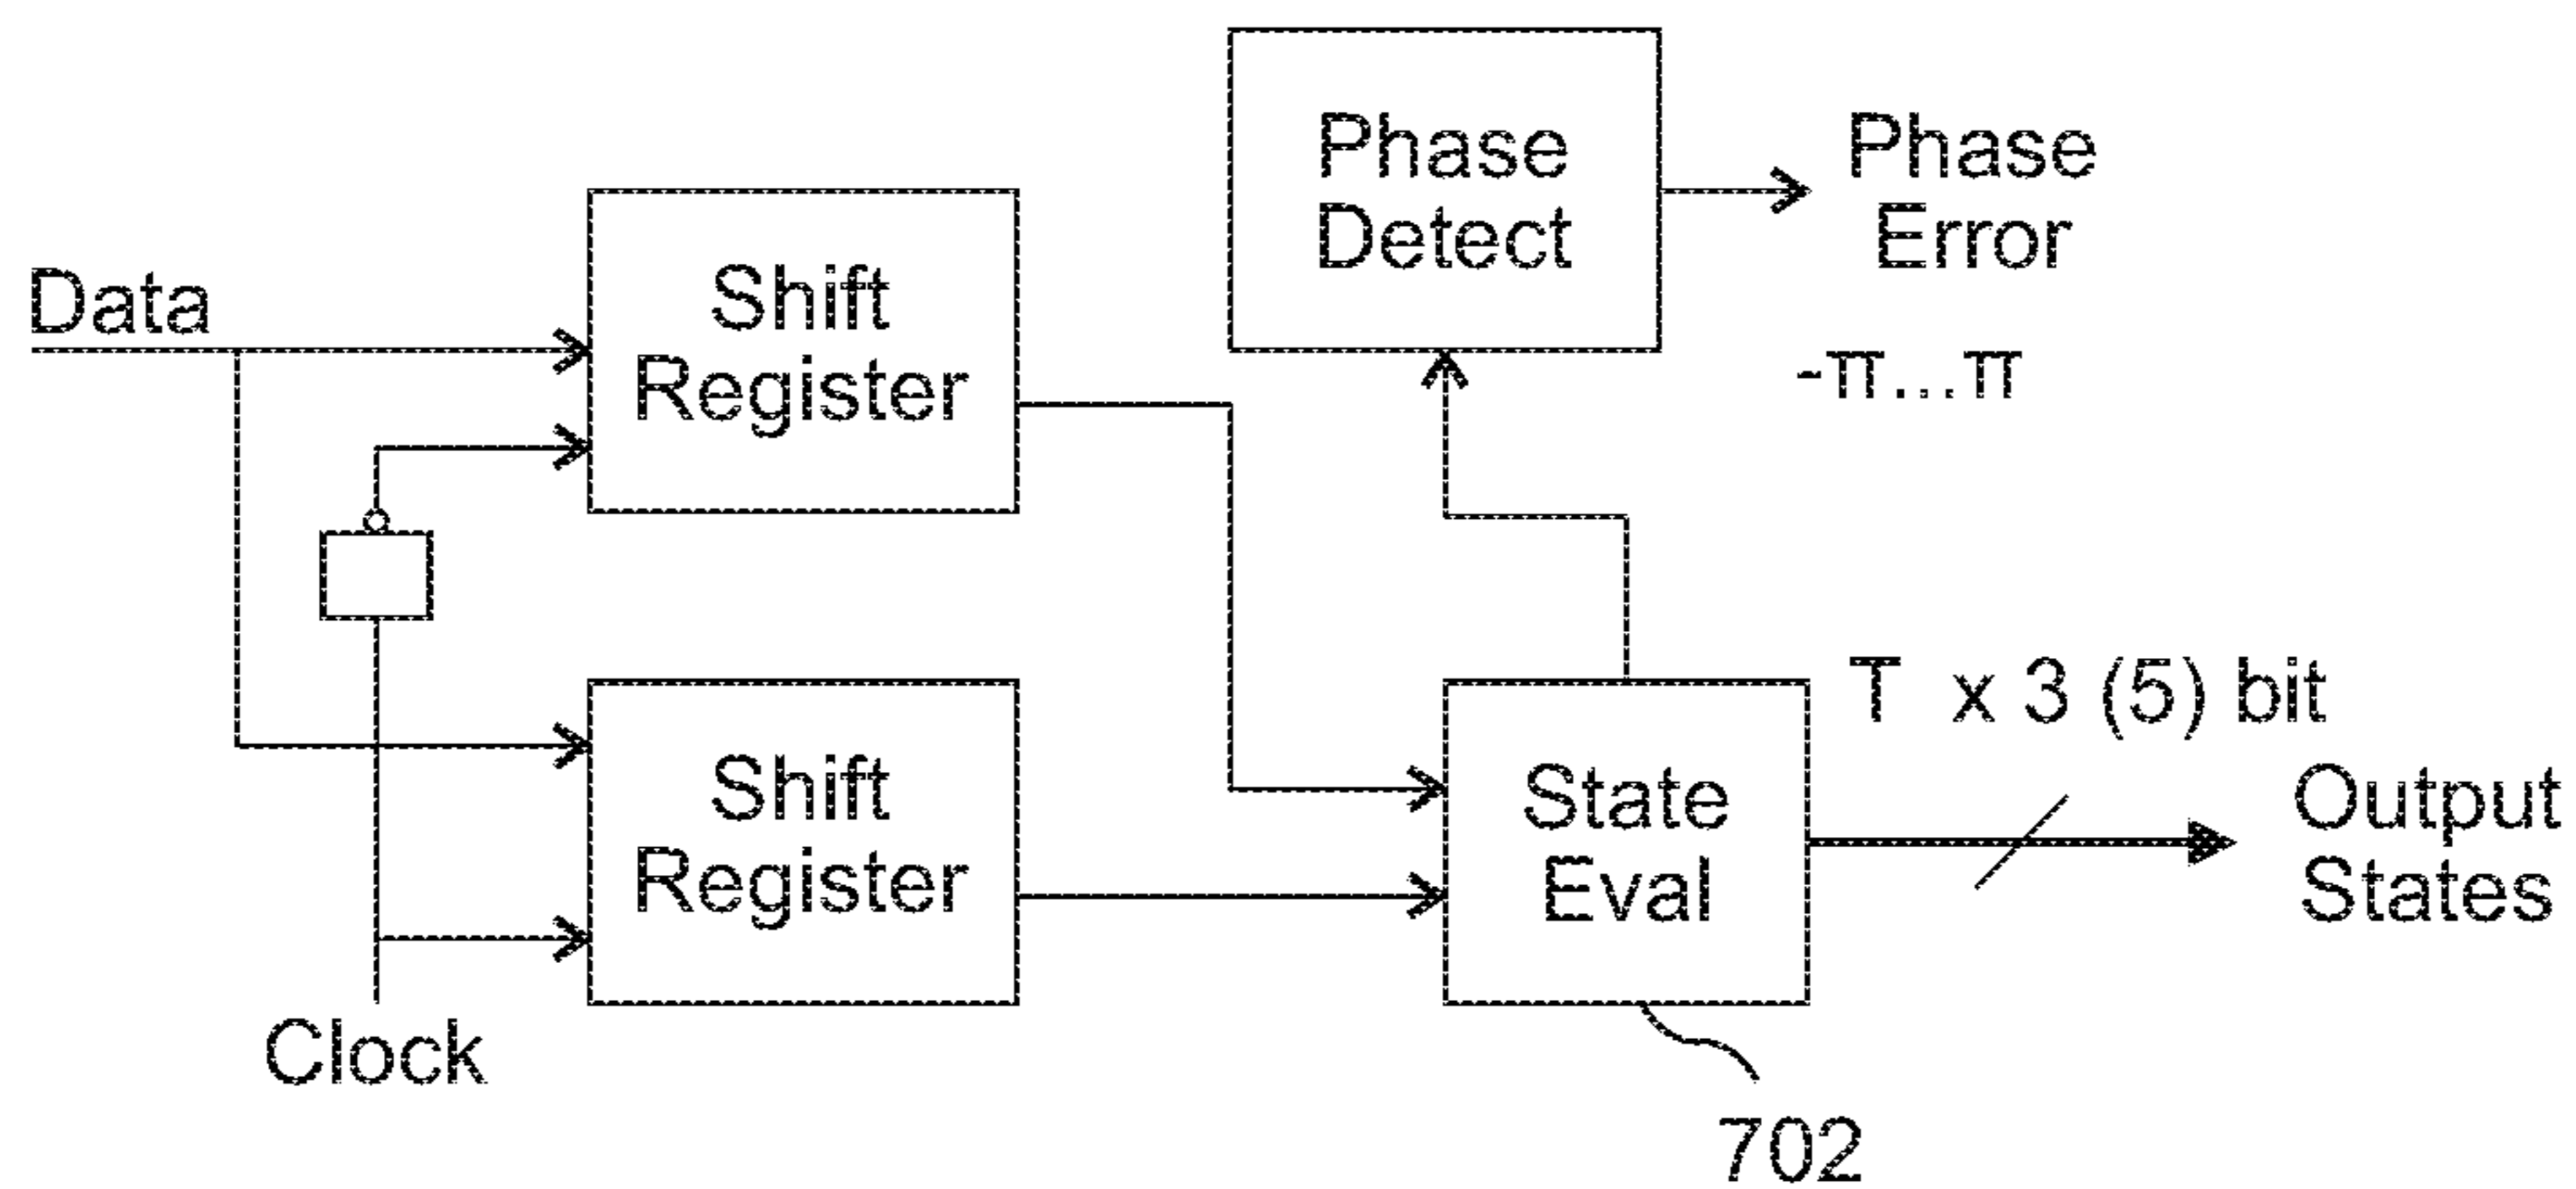 Data
Clock
Shift
Register
Shift
Register
Phase
Detect
Phase
Error
-π...π
State
Eval
702
T x 3 (5) bit
Output
States